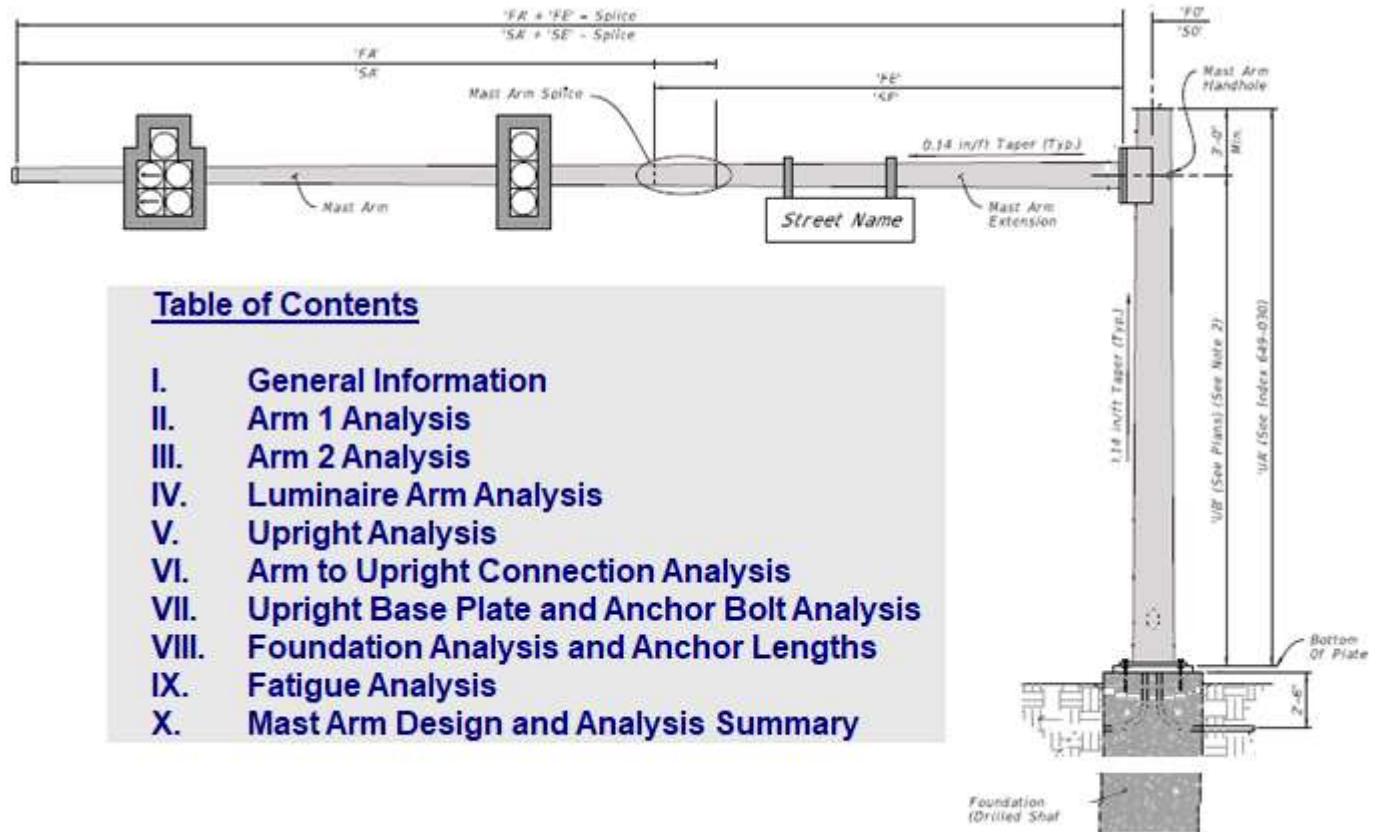 'FA' + 'FE' = Splice
'SA' + 'SE' - Splice
'FO'
'SO'
'FA'
'SA'
'FE'
'SE'
Mast Arm
Handhole
Mast Arm Splice
0.14 in/ft Taper (Typ.)
3'-0"
Min.
Mast Arm
Mast Arm
Extension
Street Name
Table of Contents
I. General Information
II. Arm 1 Analysis
III. Arm 2 Analysis
IV. Luminaire Arm Analysis
V. Upright Analysis
VI. Arm to Upright Connection Analysis
VII. Upright Base Plate and Anchor Bolt Analysis
VIII. Foundation Analysis and Anchor Lengths
IX. Fatigue Analysis
X. Mast Arm Design and Analysis Summary
0.14 in/ft Taper (Typ.)
'UB' (See Plans) (See Note 2)
'UA' (See Index 649-030)
Bottom
Of Plate
2'-6"
Foundation
(Drilled Shaf